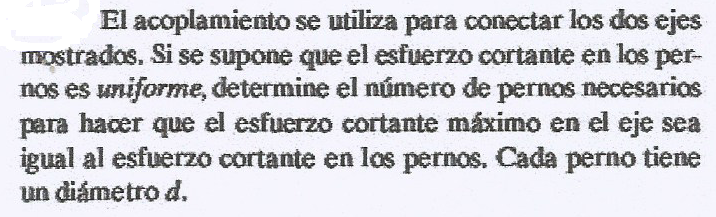 El acoplamiento se utiliza para conectar los dos ejes
mostrados. Si se supone que el esfuerzo cortante en los per-
nos es uniforme, determine el número de pernos necesarios
para hacer que el esfuerzo cortante máximo en el eje sea
igual al esfuerzo cortante en los pernos. Cada perno tiene
un diámetro d.